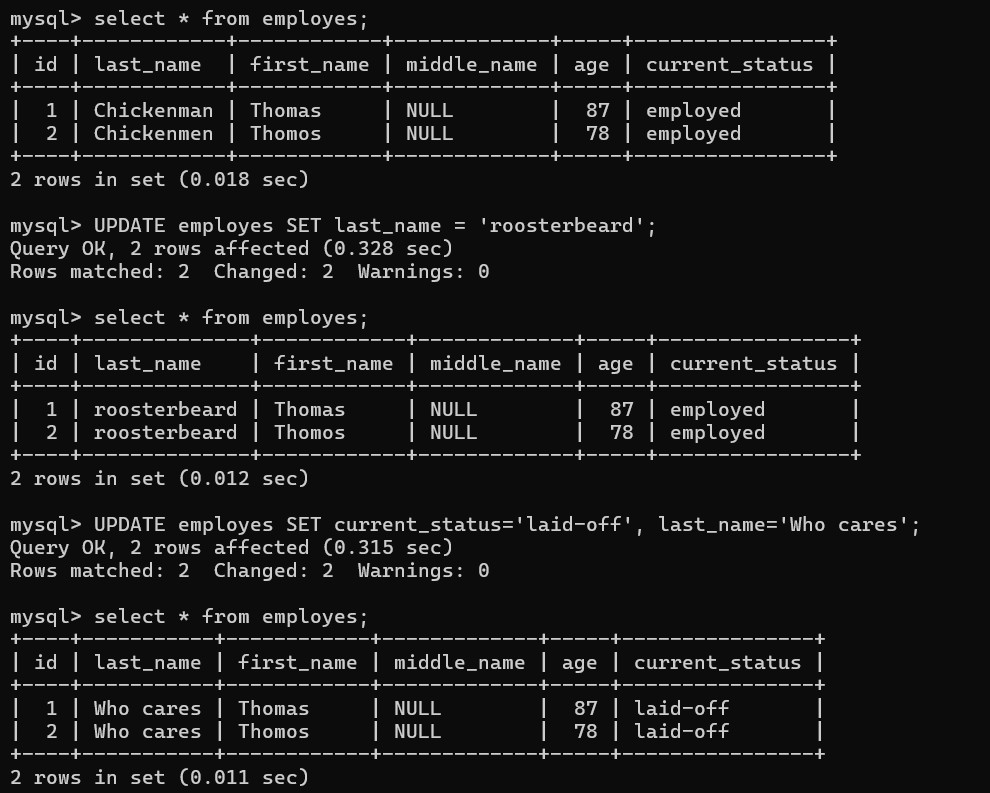 mysql> select * from employes;
+----+------------+------------+-------------+-----+----------------+
| id | last_name  | first_name | middle_name | age | current_status |
+----+------------+------------+-------------+-----+----------------+
|  1 | Chickenman | Thomas     | NULL        |  87 | employed       |
|  2 | Chickenmen | Thomos     | NULL        |  78 | employed       |
+----+------------+------------+-------------+-----+----------------+
2 rows in set (0.018 sec)

mysql> UPDATE employes SET last_name = 'roosterbeard';
Query OK, 2 rows affected (0.328 sec)
Rows matched: 2  Changed: 2  Warnings: 0

mysql> select * from employes;
+----+--------------+------------+-------------+-----+----------------+
| id | last_name    | first_name | middle_name | age | current_status |
+----+--------------+------------+-------------+-----+----------------+
|  1 | roosterbeard | Thomas     | NULL        |  87 | employed       |
|  2 | roosterbeard | Thomos     | NULL        |  78 | employed       |
+----+--------------+------------+-------------+-----+----------------+
2 rows in set (0.012 sec)

mysql> UPDATE employes SET current_status='laid-off', last_name='Who cares';
Query OK, 2 rows affected (0.315 sec)
Rows matched: 2  Changed: 2  Warnings: 0

mysql> select * from employes;
+----+-----------+------------+-------------+-----+----------------+
| id | last_name | first_name | middle_name | age | current_status |
+----+-----------+------------+-------------+-----+----------------+
|  1 | Who cares | Thomas     | NULL        |  87 | laid-off       |
|  2 | Who cares | Thomos     | NULL        |  78 | laid-off       |
+----+-----------+------------+-------------+-----+----------------+
2 rows in set (0.011 sec)